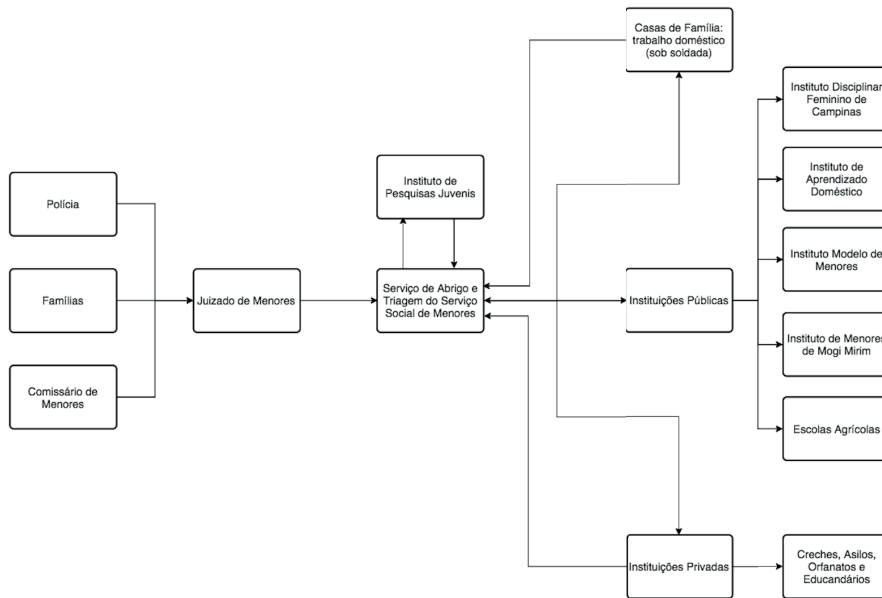 Casas de Família:
trabalho doméstico
(sob soldada)
Instituto Disciplinar
Feminino de
Campinas
Instituto de
Aprendizado
Doméstico
Instituto de
Pesquisas Juvenis
Polícia
Instituto Modelo de
Menores
Famílias
Juizado de Menores
Serviço de Abrigo e
Triagem do Serviço
Social de Menores
Instituições Públicas
Instituto de Menores
de Mogi Mirim
Comissário de
Menores
Escolas Agrícolas
Instituições Privadas
Creches, Asilos,
Orfanatos e
Educandários